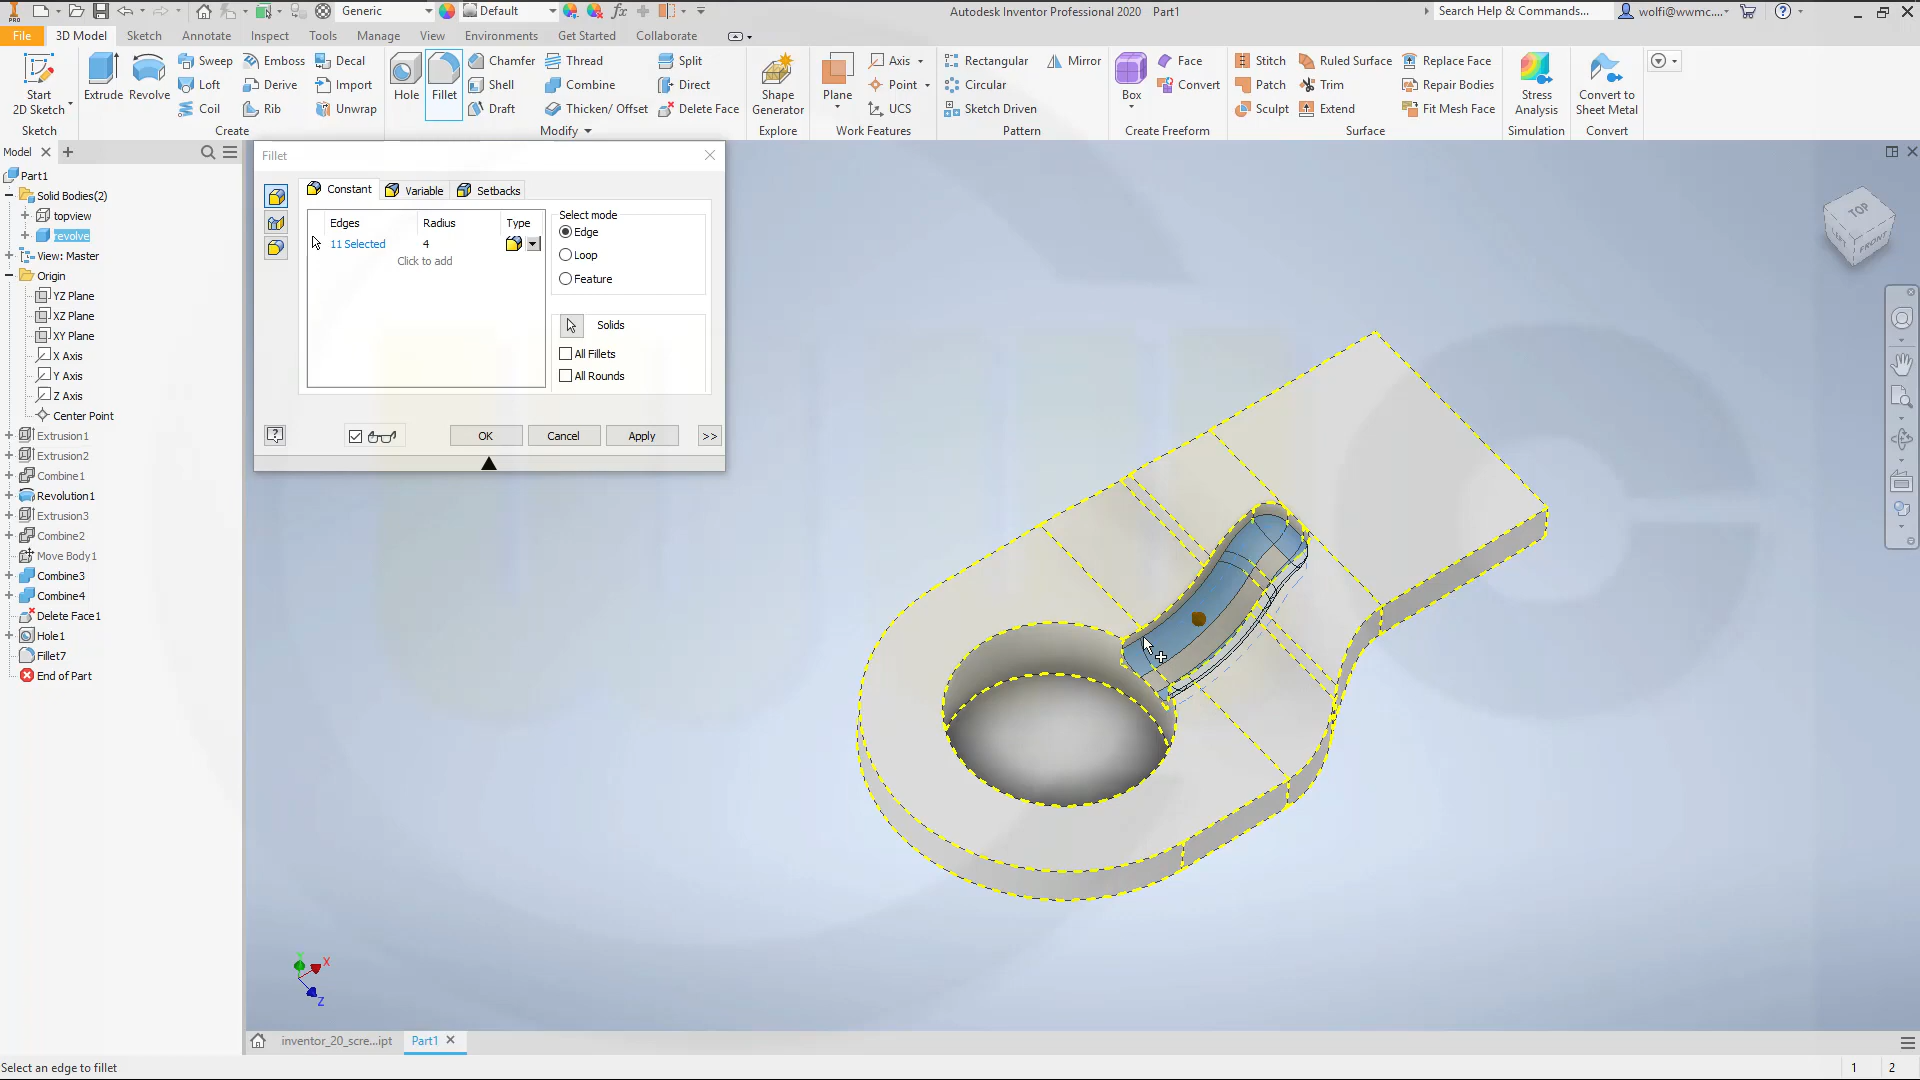 PRO
Generic
Default
Autodesk Inventor Professional 2020 Part1
Search Help & Commands...
wolfi@wwmc....
File
3D Model
Sketch
Annotate
Inspect
Tools
Manage
View
Environments
Get Started
Collaborate
Start
2D Sketch
Extrude
Revolve
Sweep
Loft
Coil
Emboss
Derive
Rib
Decal
Import
Unwrap
Hole
Fillet
Chamfer
Shell
Draft
Thread
Combine
Thicken/ Offset
Split
Direct
Delete Face
Shape
Generator
Plane
Axis
Point
UCS
Rectangular
Circular
Sketch Driven
Mirror
Box
Face
Convert
Stitch
Patch
Sculpt
Ruled Surface
Trim
Extend
Replace Face
Repair Bodies
Fit Mesh Face
Stress
Analysis
Convert to
Sheet Metal
Sketch
Create
Modify
Explore
Work Features
Pattern
Create Freeform
Surface
Simulation
Convert
Model
Part1
Solid Bodies(2)
topview
revolve
View: Master
Origin
YZ Plane
XZ Plane
XY Plane
X Axis
Y Axis
Z Axis
Center Point
Extrusion1
Extrusion2
Combine1
Revolution1
Extrusion3
Combine2
Move Body1
Combine3
Combine4
Delete Face1
Hole1
Fillet7
End of Part
Fillet
Constant
Variable
Setbacks
Edges Radius Type
11 Selected 4
Click to add
Select mode
Edge
Loop
Feature
Solids
All Fillets
All Rounds
OK
Cancel
Apply
>>
TOP
LEFT
FRONT
Y
X
Z
inventor_20_scre...ipt
Part1
Select an edge to fillet
1 2